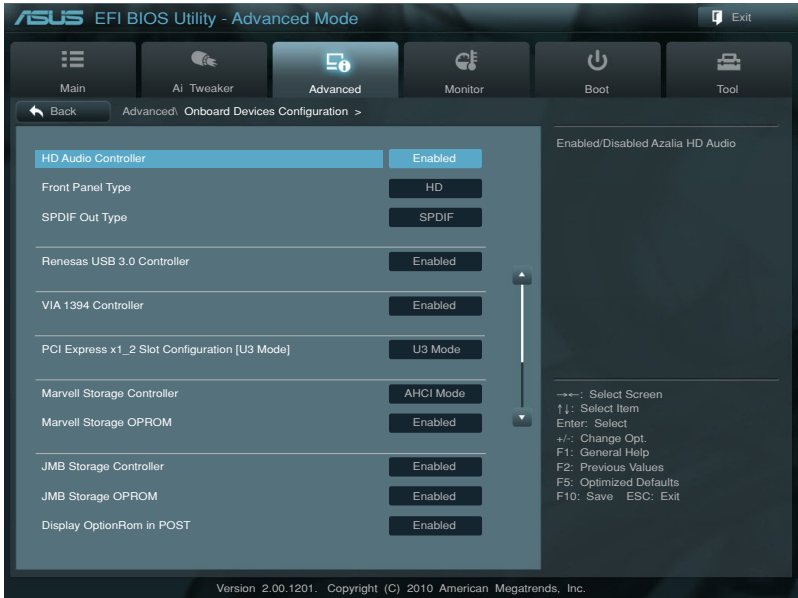 ASUS EFI BIOS Utility - Advanced Mode
Exit
Main
Ai Tweaker
Advanced
Monitor
Boot
Tool
Back
Advanced\ Onboard Devices Configuration >
HD Audio Controller Enabled
Front Panel Type HD
SPDIF Out Type SPDIF
Renesas USB 3.0 Controller Enabled
VIA 1394 Controller Enabled
PCI Express x1_2 Slot Configuration [U3 Mode] U3 Mode
Marvell Storage Controller AHCI Mode
Marvell Storage OPROM Enabled
JMB Storage Controller Enabled
JMB Storage OPROM Enabled
Display OptionRom in POST Enabled
Enabled/Disabled Azalia HD Audio
→←: Select Screen
↑↓: Select Item
Enter: Select
+/-: Change Opt.
F1: General Help
F2: Previous Values
F5: Optimized Defaults
F10: Save ESC: Exit
Version 2.00.1201. Copyright (C) 2010 American Megatrends, Inc.